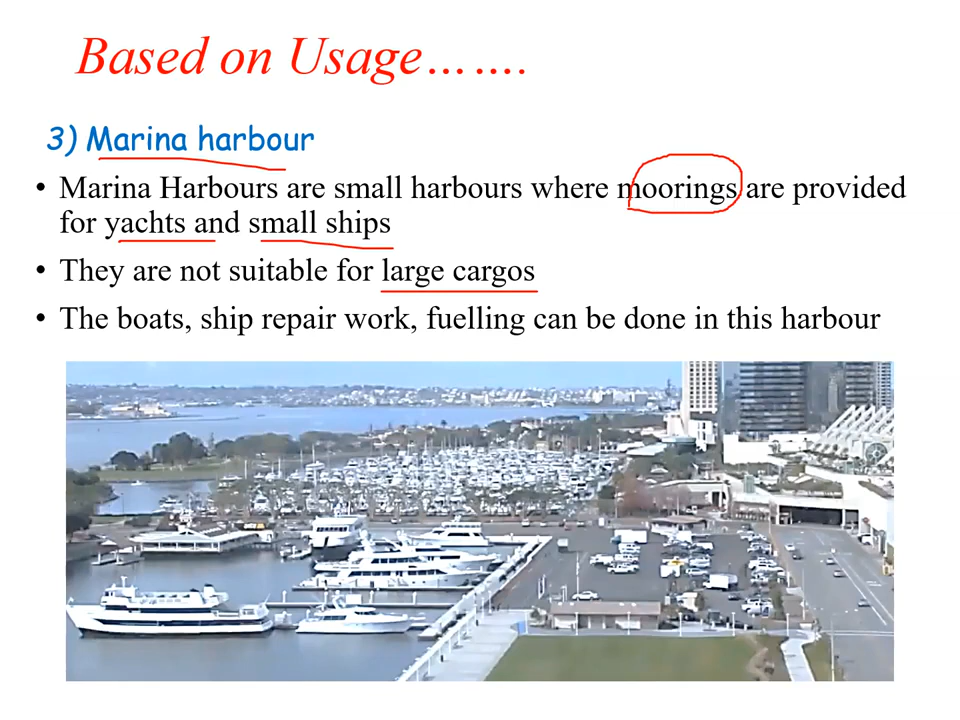 Based on Usage…….
3) Marina harbour
• Marina Harbours are small harbours where moorings are provided
for yachts and small ships
• They are not suitable for large cargos
• The boats, ship repair work, fuelling can be done in this harbour